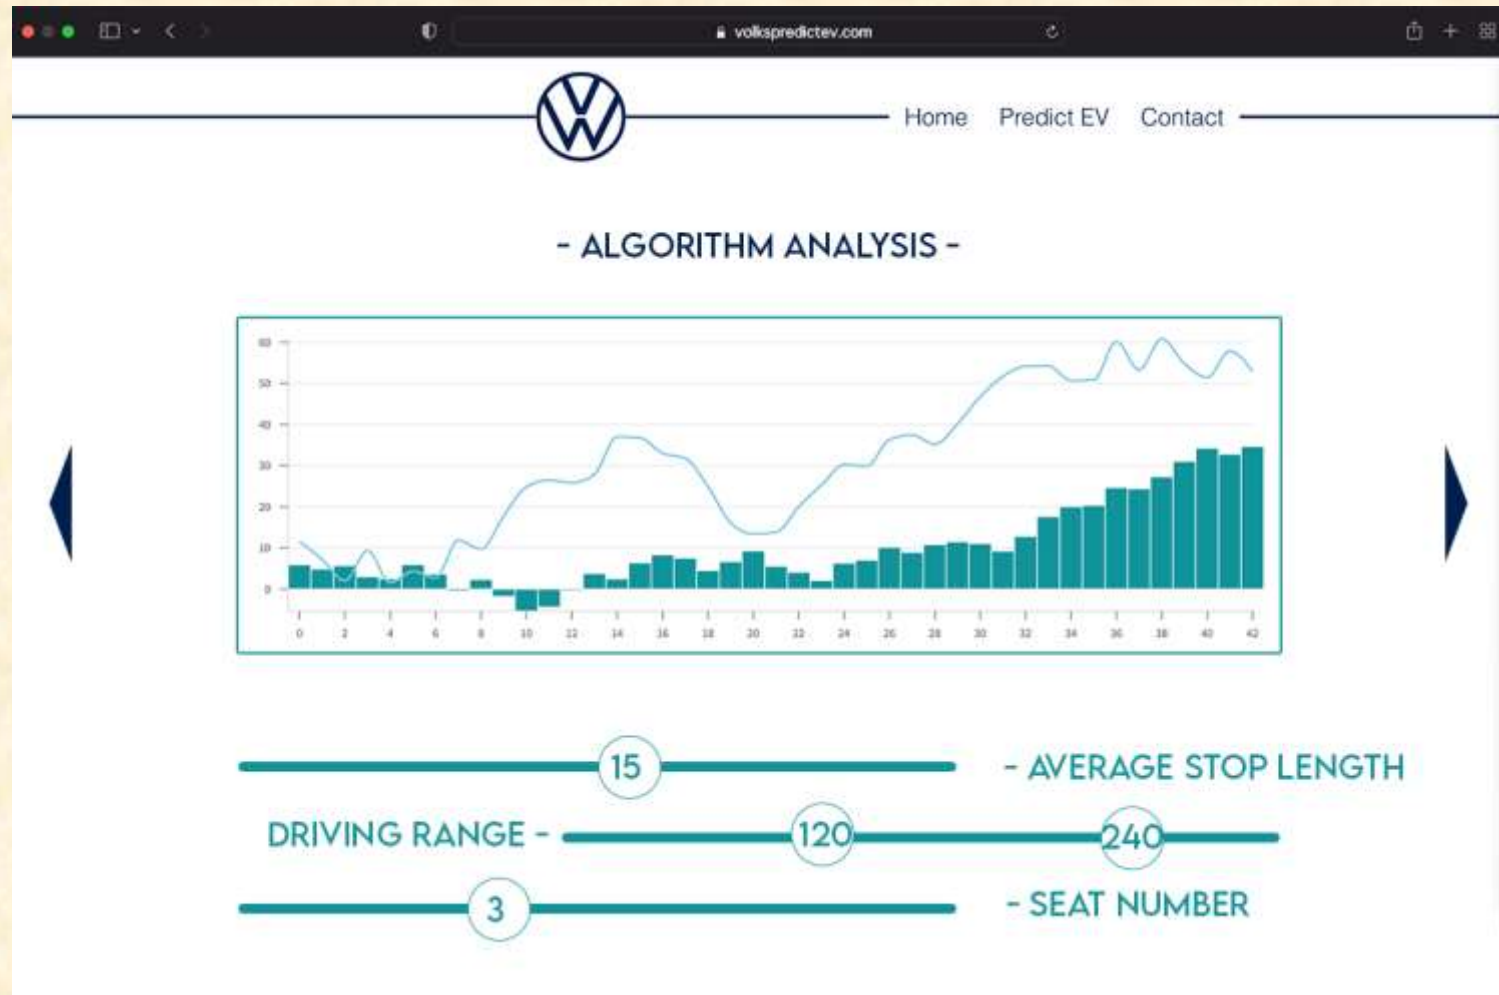 volkspredictev.com
Home Predict EV Contact
- ALGORITHM ANALYSIS -
60
50
40
30
20
10
0
0 2 4 6 8 10 12 14 16 18 20 22 24 26 28 30 32 34 36 38 40 42
15 - AVERAGE STOP LENGTH
DRIVING RANGE - 120 240
3 - SEAT NUMBER